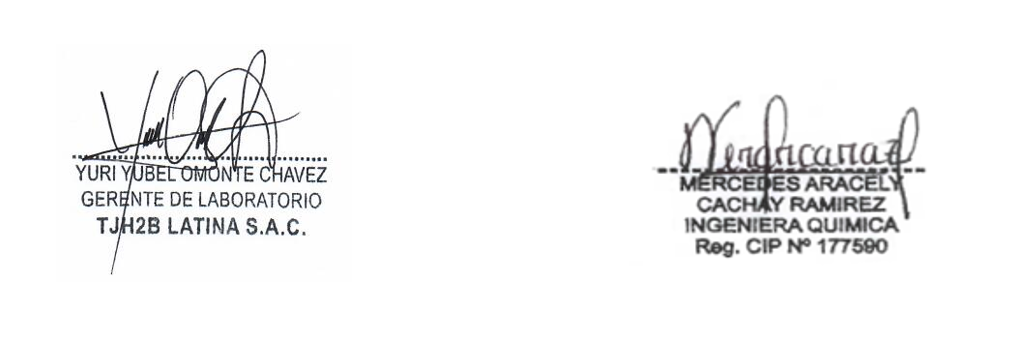 YURI YUBEL OMONTE CHAVEZ
GERENTE DE LABORATORIO
TJH2B LATINA S.A.C.
MERCEDES ARACELY
CACHAY RAMIREZ
INGENIERA QUIMICA
Reg. CIP Nº 177590